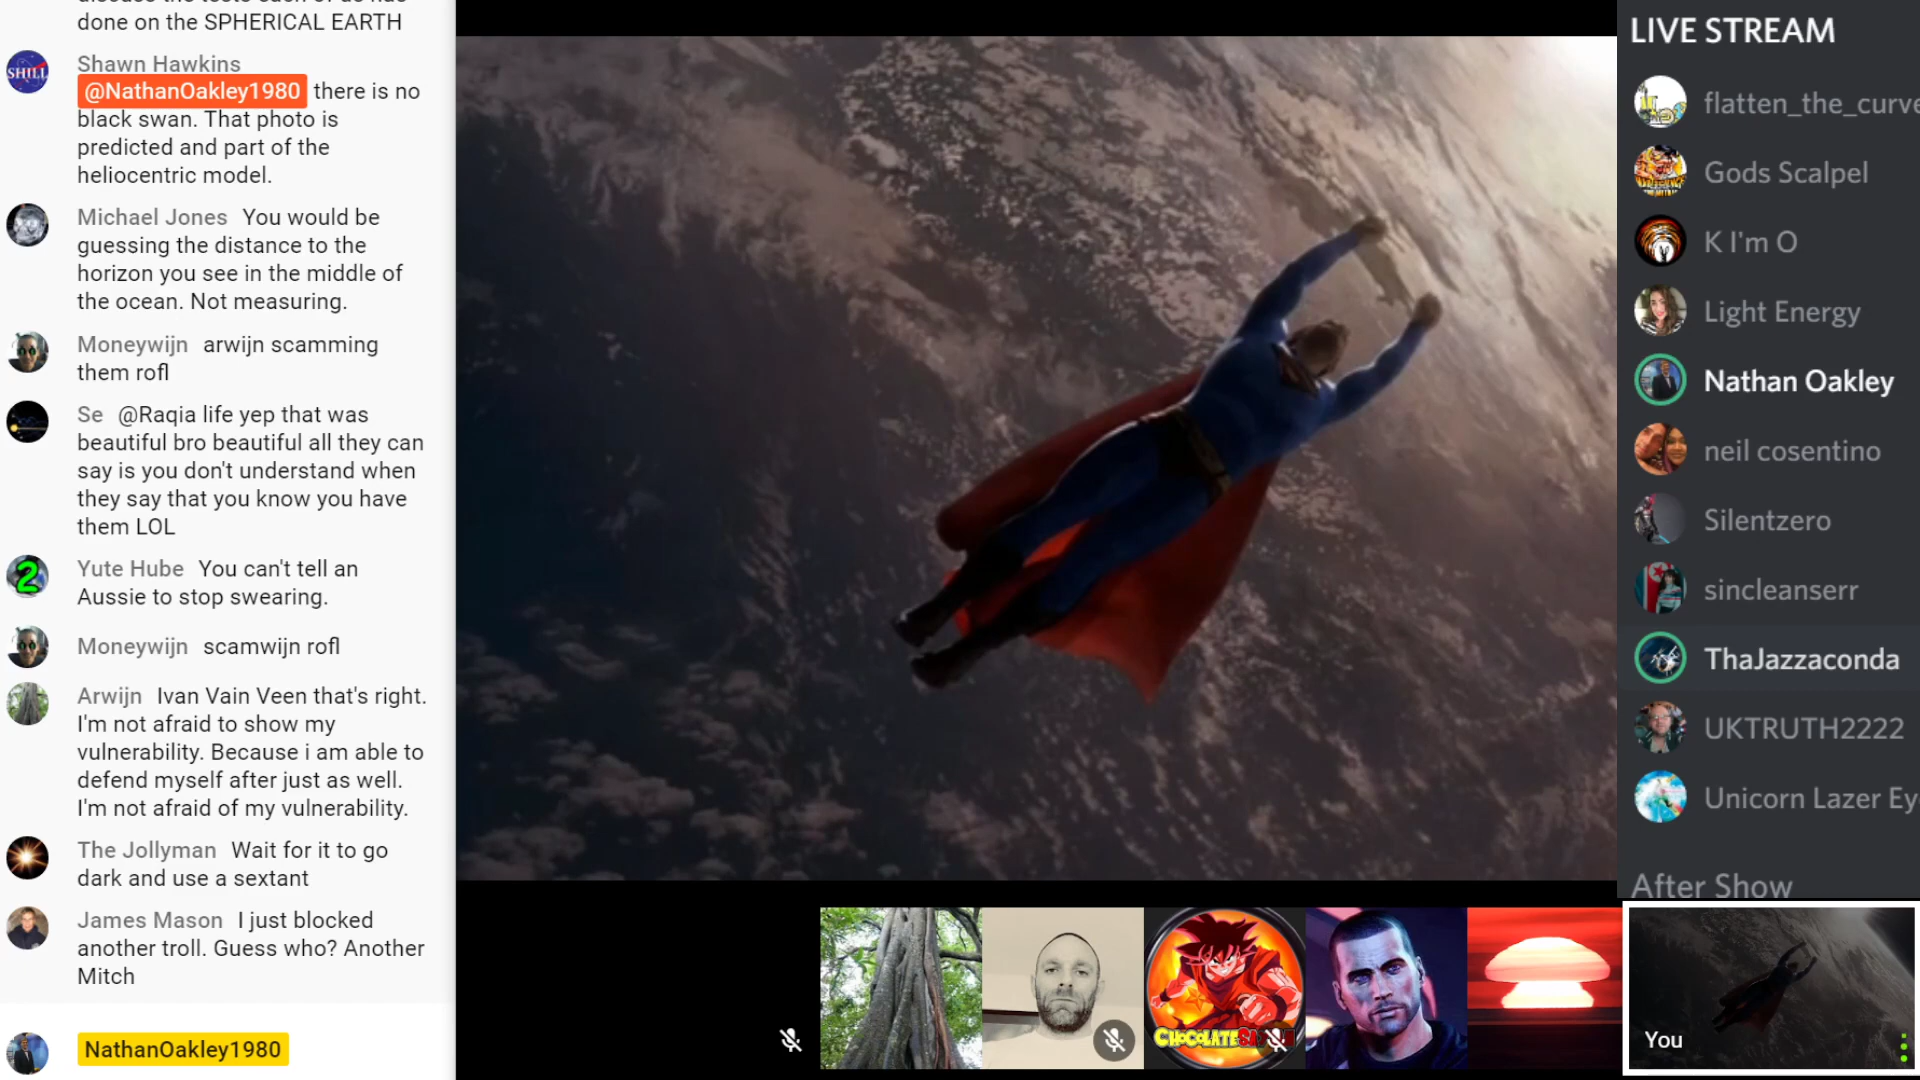 done on the SPHERICAL EARTH
SHILL
Shawn Hawkins
@NathanOakley1980 there is no
black swan. That photo is
predicted and part of the
heliocentric model.
Michael Jones You would be
guessing the distance to the
horizon you see in the middle of
the ocean. Not measuring.
Moneywijn arwijn scamming
them rofl
Se @Raqia life yep that was
beautiful bro beautiful all they can
say is you don't understand when
they say that you know you have
them LOL
2
Yute Hube You can't tell an
Aussie to stop swearing.
Moneywijn scamwijn rofl
Arwijn Ivan Vain Veen that's right.
I'm not afraid to show my
vulnerability. Because i am able to
defend myself after just as well.
I'm not afraid of my vulnerability.
The Jollyman Wait for it to go
dark and use a sextant
James Mason I just blocked
another troll. Guess who? Another
Mitch
NathanOakley1980
CHOCOLATE
You
LIVE STREAM
flatten_the_curve
Gods Scalpel
K I'm O
Light Energy
Nathan Oakley
neil cosentino
Silentzero
sincleanserr
ThaJazzaconda
UKTRUTH2222
Unicorn Lazer Ey
After Show